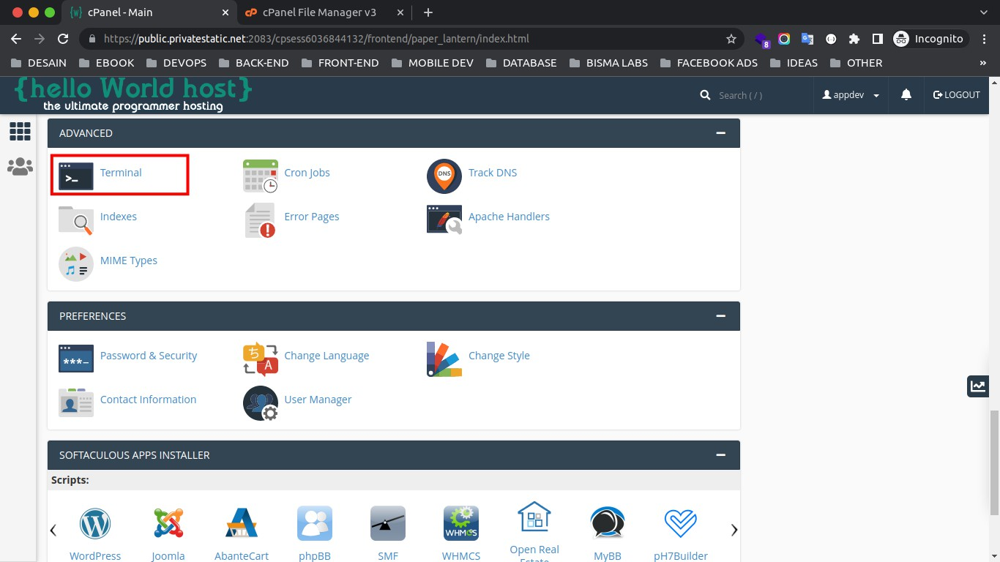 cPanel - Main
cPanel File Manager v3
https://public.privatestatic.net:2083/cpsess6036844132/frontend/paper_lantern/index.html
8
Incognito
DESAIN
EBOOK
DEVOPS
BACK-END
FRONT-END
MOBILE DEV
DATABASE
BISMA LABS
FACEBOOK ADS
IDEAS
OTHER
»
{hello World host}
the ultimate programmer hosting
Search ( / )
appdev
LOGOUT
ADVANCED
>_
Terminal
Cron Jobs
DNS
Track DNS
Indexes
Error Pages
Apache Handlers
MIME Types
PREFERENCES
***_
Password & Security
ち
A
Change Language
Change Style
Contact Information
User Manager
SOFTACULOUS APPS INSTALLER
Scripts:
WHMCS
WordPress
Joomla
AbanteCart
phpBB
SMF
WHMCS
Open Real
Estate
MyBB
pH7Builder